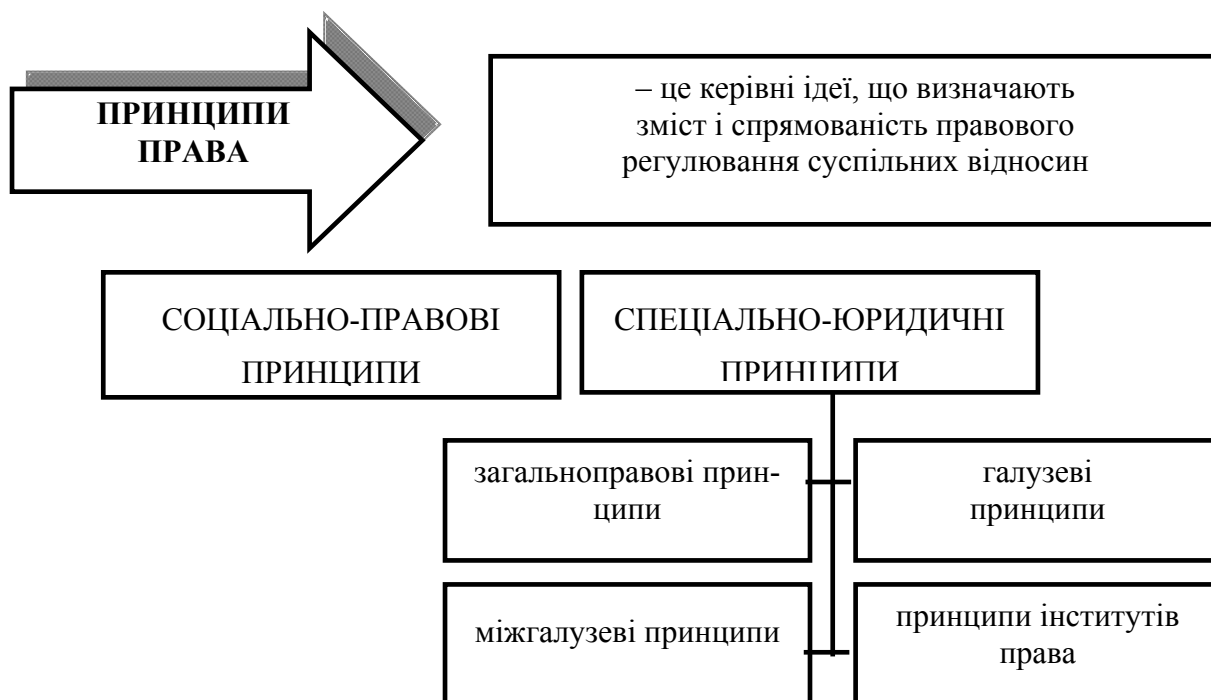 ПРИНЦИПИ
ПРАВА
– це керівні ідеї, що визначають
зміст і спрямованість правового
регулювання суспільних відносин
СОЦІАЛЬНО-ПРАВОВІ
ПРИНЦИПИ
СПЕЦІАЛЬНО-ЮРИДИЧНІ
ПРИНЦИПИ
загальноправові прин-
ципи
галузеві
принципи
міжгалузеві принципи
принципи інститутів
права